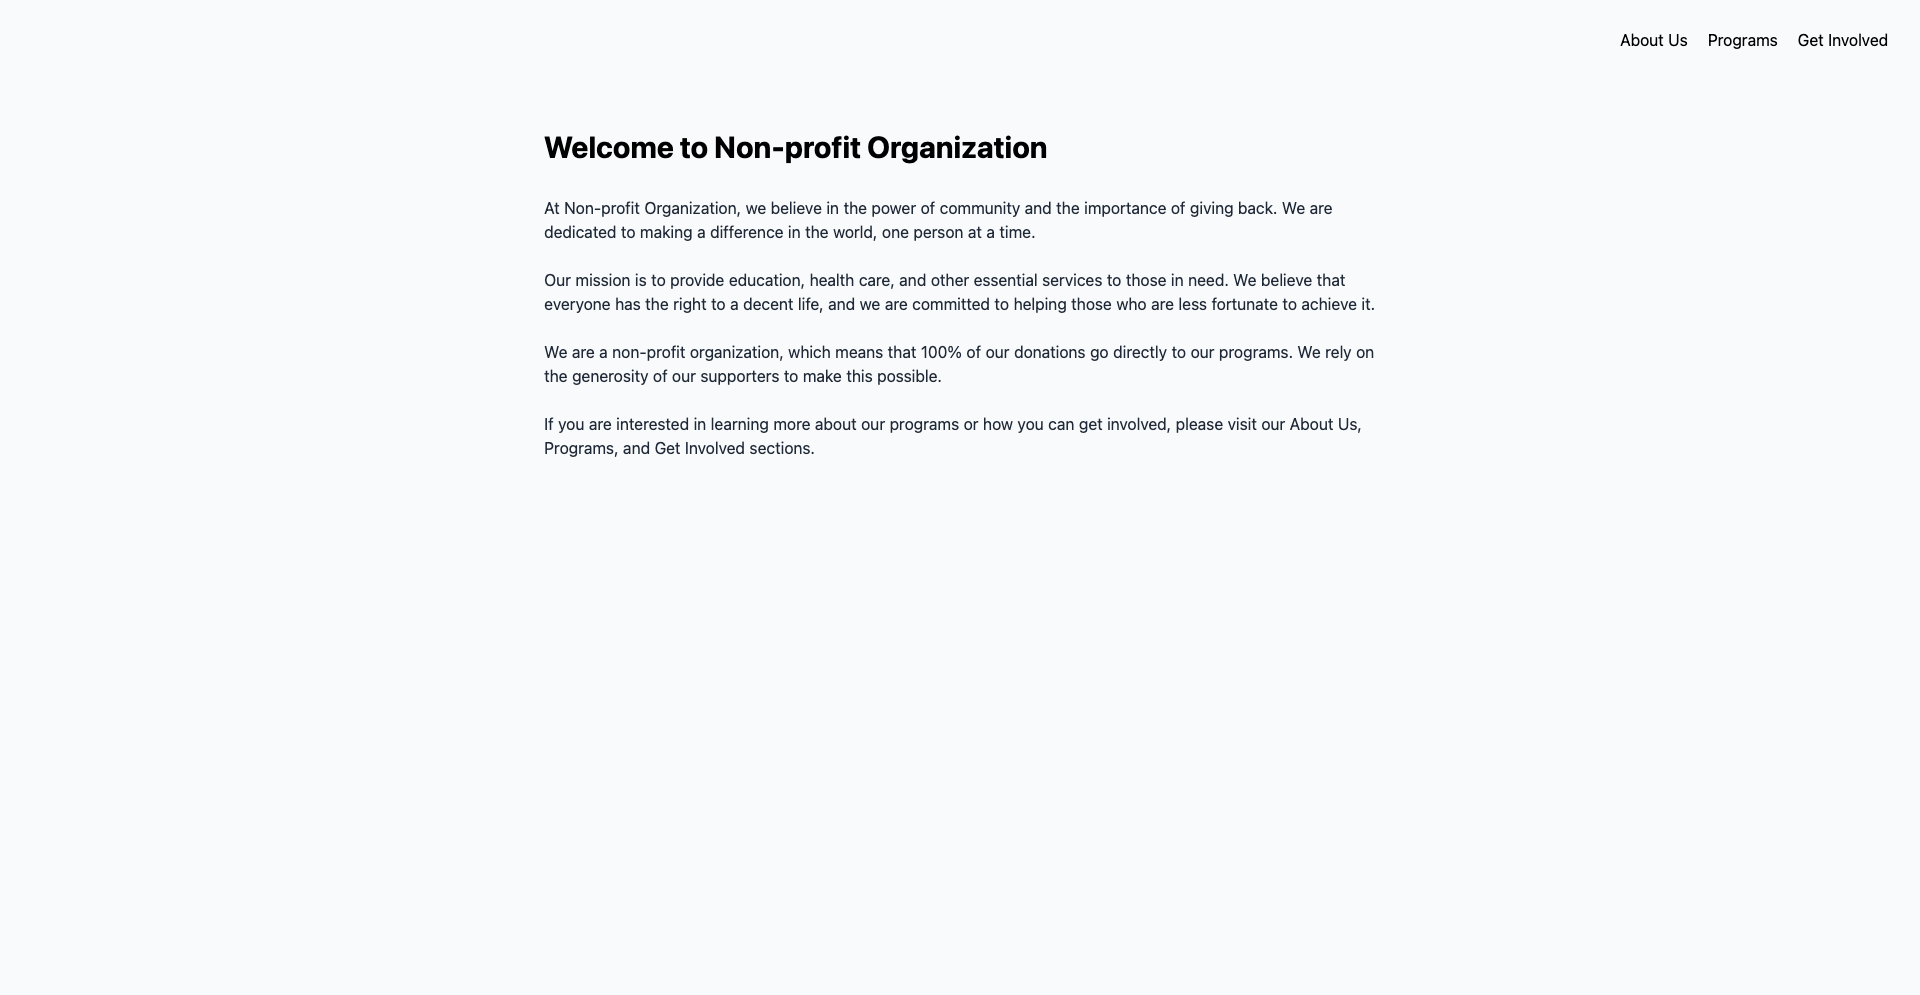 About Us Programs Get Involved
Welcome to Non-profit Organization
At Non-profit Organization, we believe in the power of community and the importance of giving back. We are
dedicated to making a difference in the world, one person at a time.
Our mission is to provide education, health care, and other essential services to those in need. We believe that
everyone has the right to a decent life, and we are committed to helping those who are less fortunate to achieve it.
We are a non-profit organization, which means that 100% of our donations go directly to our programs. We rely on
the generosity of our supporters to make this possible.
If you are interested in learning more about our programs or how you can get involved, please visit our About Us,
Programs, and Get Involved sections.